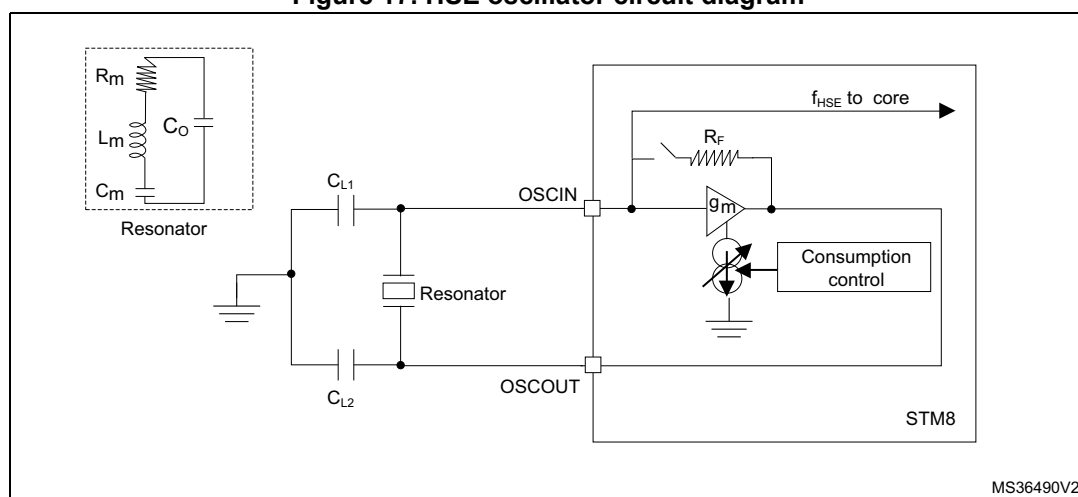 Figure 17. HSE oscillator circuit diagram
Rm
Lm
CO
Cm
Resonator
CL1
CL2
Resonator
OSCIN
OSCOUT
fHSE to core
RF
gm
Consumption
control
STM8
MS36490V2